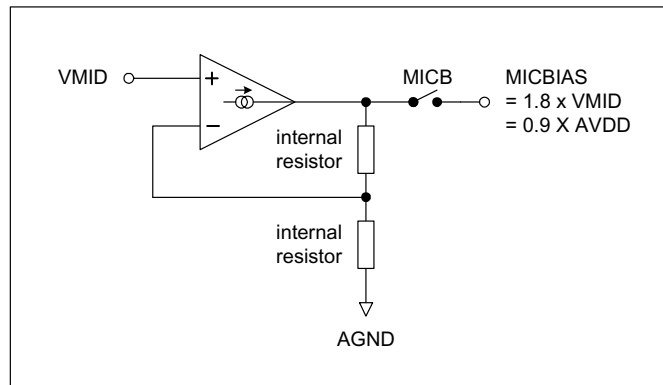 VMID
+
−
MICB
MICBIAS
= 1.8 x VMID
= 0.9 X AVDD
internal
resistor
internal
resistor
AGND